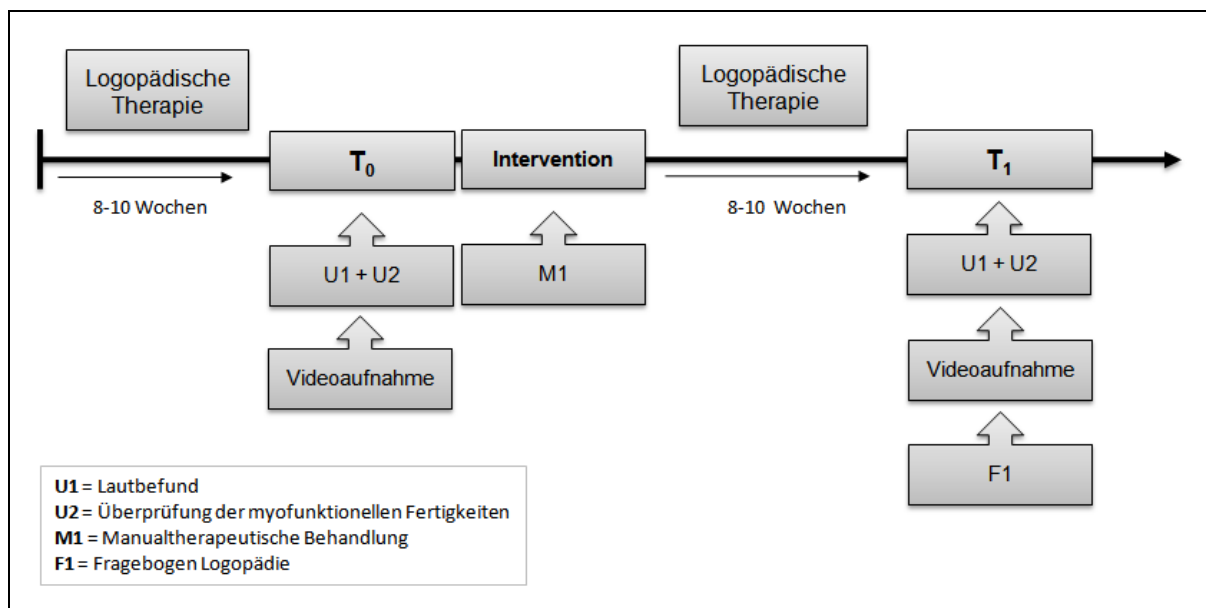 Logopädische
Therapie
Logopädische
Therapie
T0
Intervention
T1
8-10 Wochen
8-10 Wochen
U1 + U2
M1
U1 + U2
Videoaufnahme
Videoaufnahme
F1
U1 = Lautbefund
U2 = Überprüfung der myofunktionellen Fertigkeiten
M1 = Manualtherapeutische Behandlung
F1 = Fragebogen Logopädie